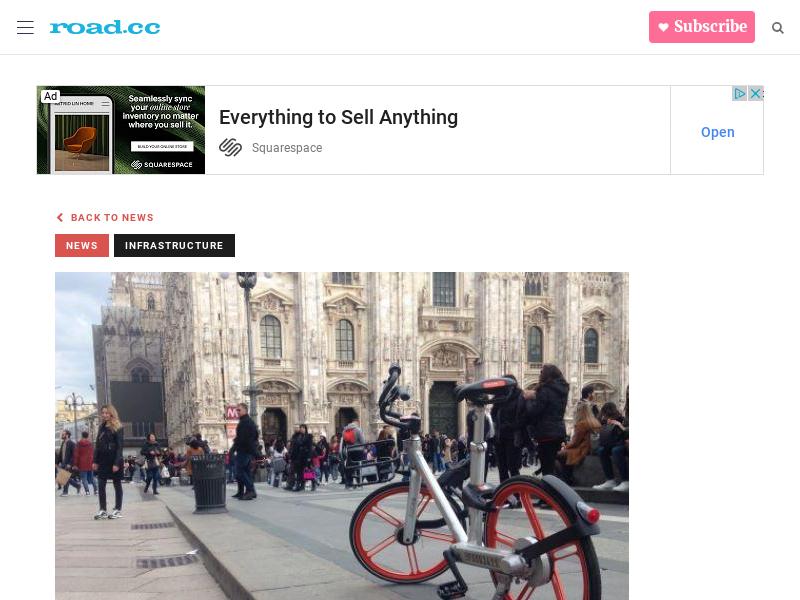 road.cc
Subscribe
Ad
Seamlessly sync
your online store
inventory no matter
where you sell it.
BUILD YOUR ONLINE STORE
SQUARESPACE
Everything to Sell Anything
Squarespace
Open
BACK TO NEWS
NEWS
INFRASTRUCTURE
M